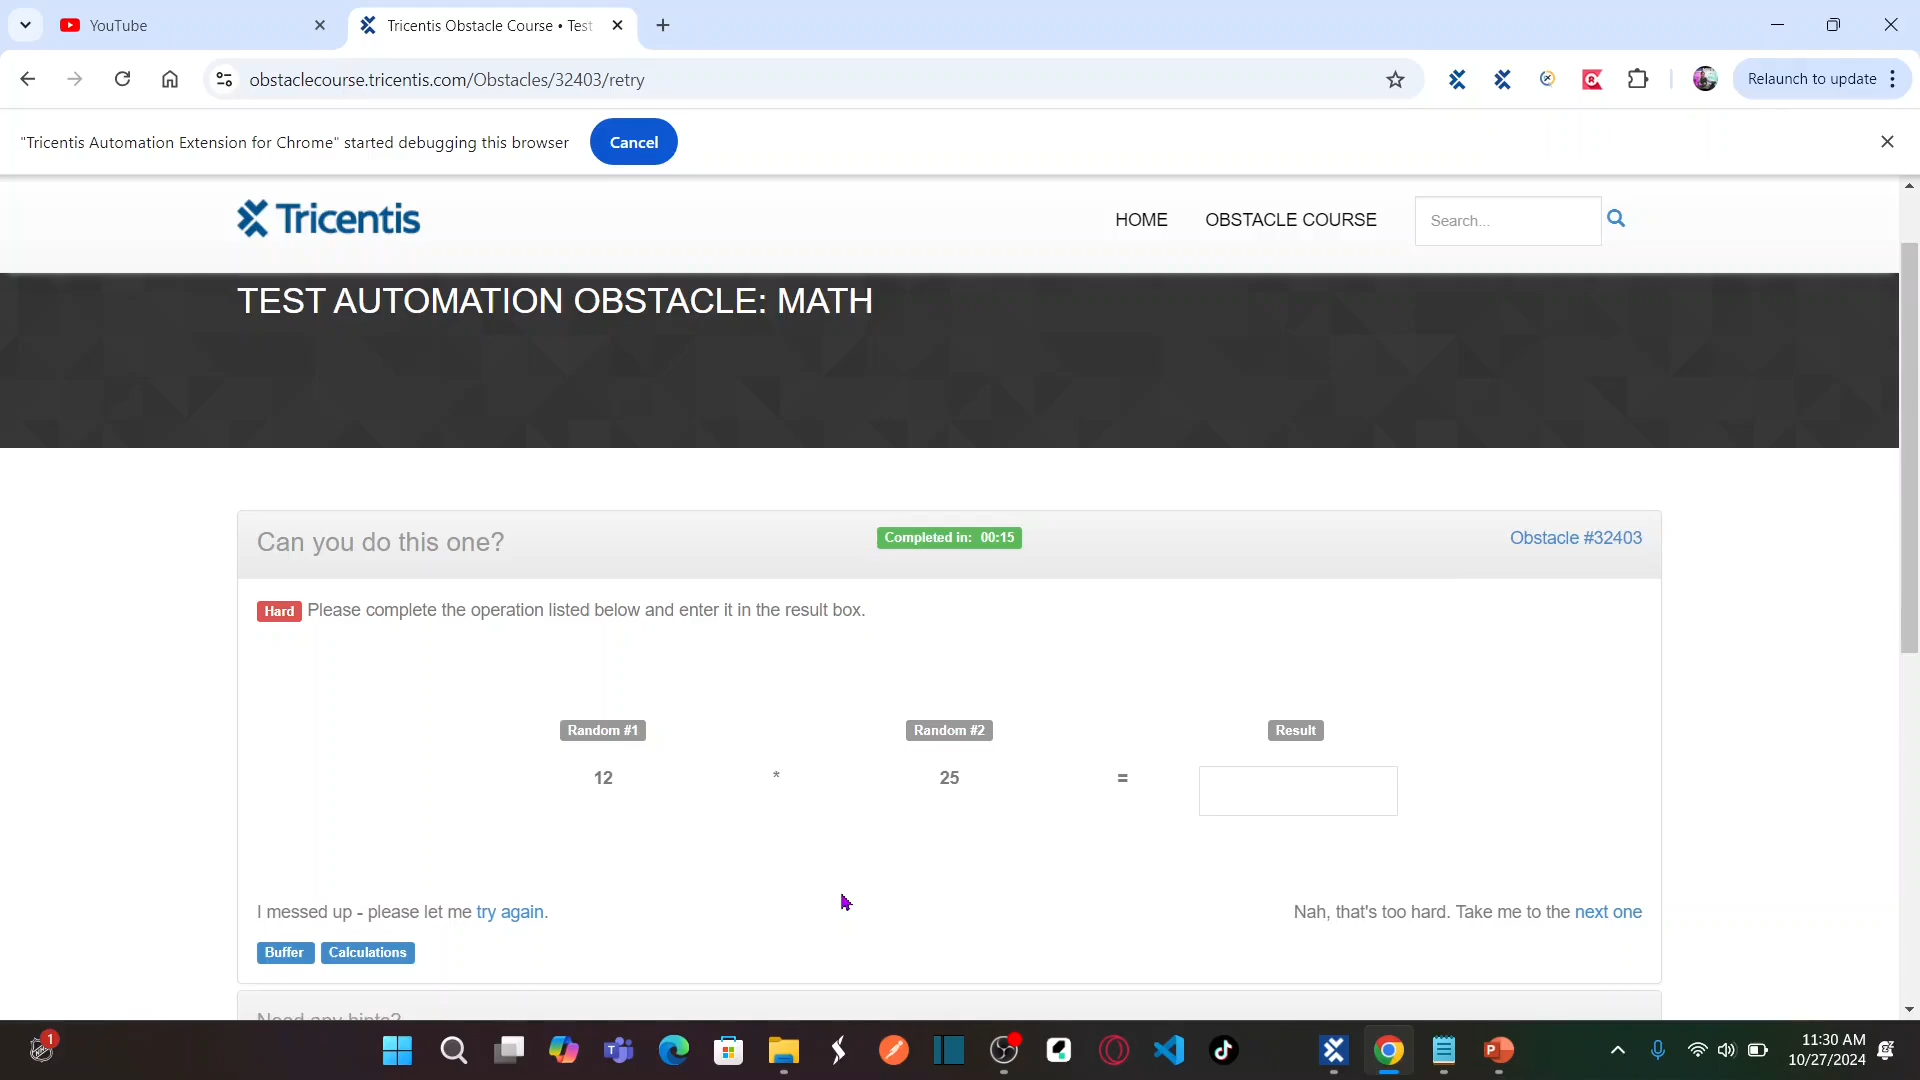 YouTube
Tricentis Obstacle Course • Test
obstaclecourse.tricentis.com/Obstacles/32403/retry
Relaunch to update
"Tricentis Automation Extension for Chrome" started debugging this browser
Cancel
Tricentis
HOME
OBSTACLE COURSE
Search...
TEST AUTOMATION OBSTACLE: MATH
Can you do this one?
Completed in: 00:15
Obstacle #32403
Hard Please complete the operation listed below and enter it in the result box.
Random #1
Random #2
Result
12 * 25 =
I messed up - please let me try again.
Nah, that's too hard. Take me to the next one
Buffer
Calculations
Need any hints?
1
11:30 AM
10/27/2024